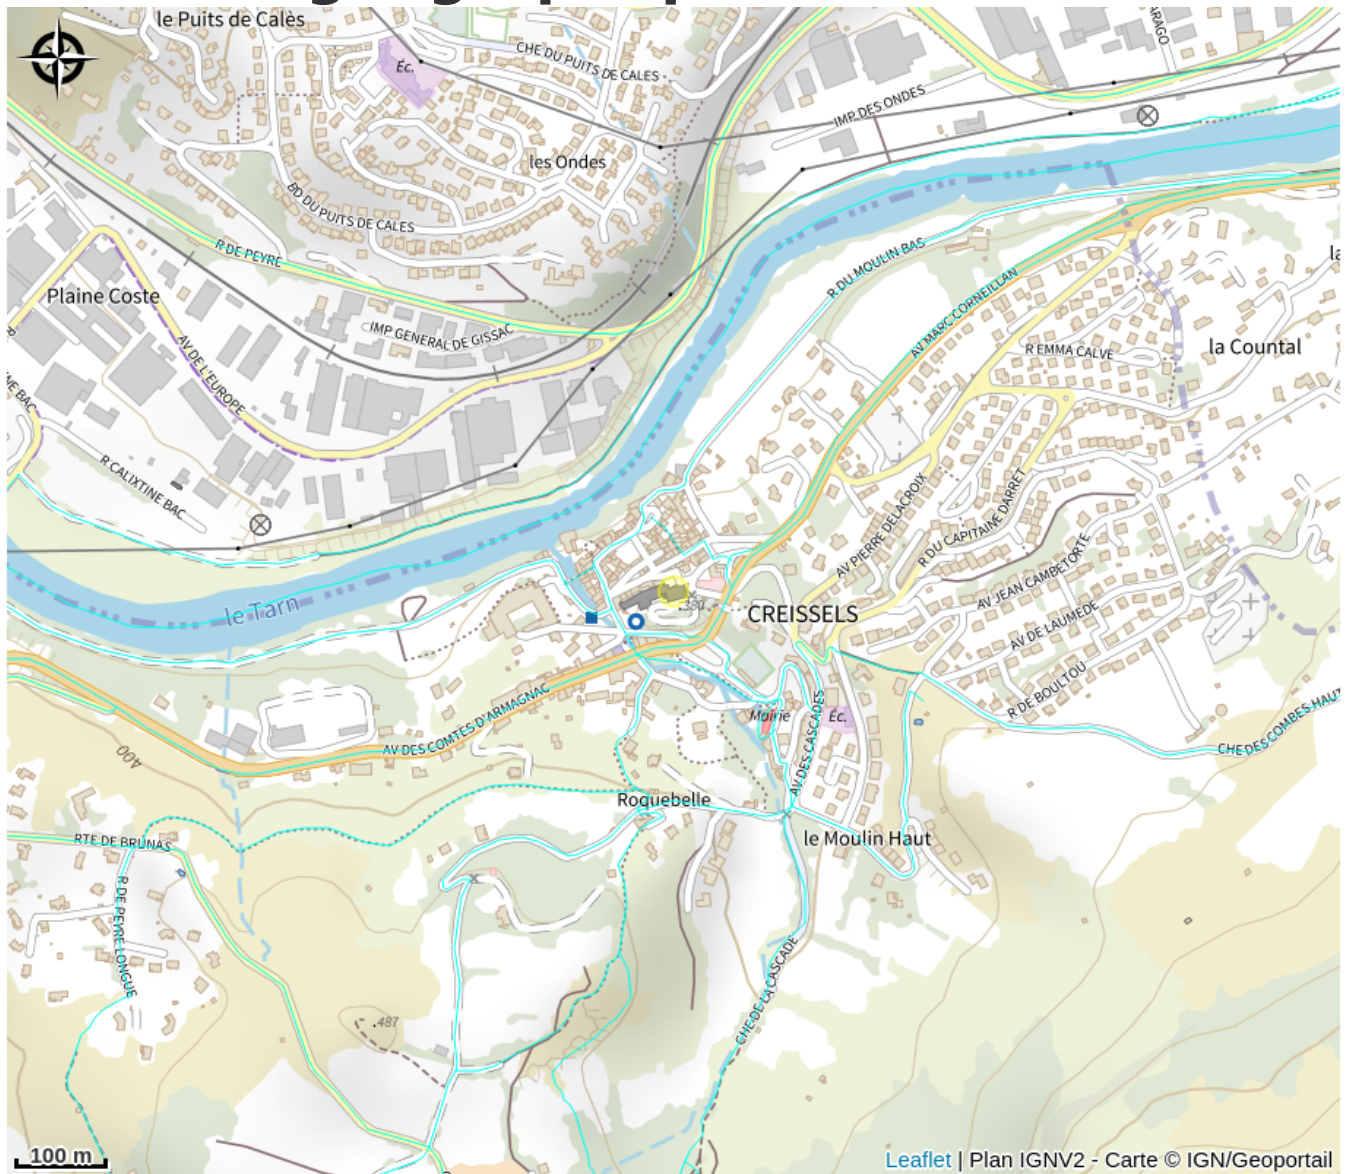 le Puits de Calès
Éc.
CHE DU PUITS DE CALES
ARAGO
IMP DES ONDES
les Ondes
BD DU PUITS DE CALES
R DE PEYRE
R DU MOULIN BAS
Plaine Coste
IMP GENERAL DE GISSAC
AV MARC CORNEILLAN
la
R EMMA CALVE
la Countal
AV DE L'EUROPE
NE BAC
R CALIXTINE BAC
AV PIERRE DELACROIX
R DU CAPITAINE DARRET
AV JEAN CAMBETORTE
le Tarn
.380
CREISSELS
AV DE LAUMEDE
R DE BOULTOU
AV DES COMTES D'ARMAGNAC
Mairie
Éc.
AV DES CASCADES
CHE DES COMBES HAUT
400
Roquebelle
le Moulin Haut
RTE DE BRUNAS
R DE PEYRE LONGUE
CHE DE LA CASCADE
.487
100 m
Leaflet | Plan IGNV2 - Carte © IGN/Geoportail